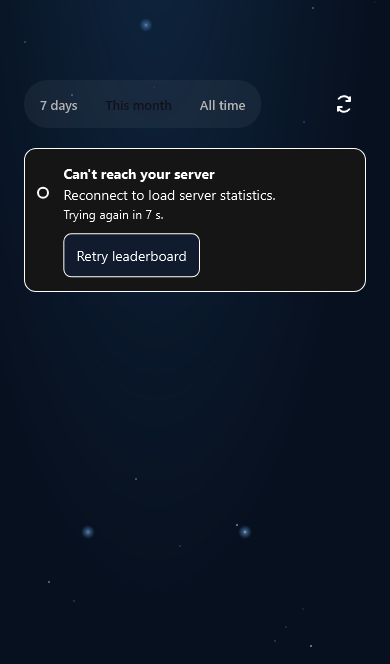 7 days This month All time
Can't reach your server
Reconnect to load server statistics.
Trying again in 7 s.
Retry leaderboard